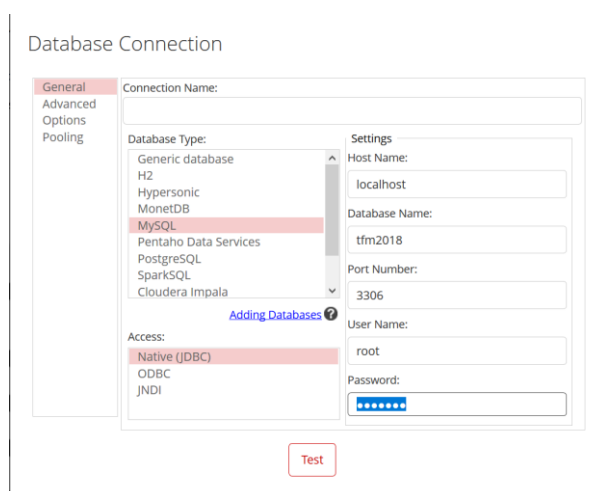 Database Connection
General
Advanced
Options
Pooling
Connection Name:
Database Type:
Generic database
H2
Hypersonic
MonetDB
MySQL
Pentaho Data Services
PostgreSQL
SparkSQL
Cloudera Impala
Adding Databases ?
Access:
Native (JDBC)
ODBC
JNDI
Settings
Host Name:
localhost
Database Name:
tfm2018
Port Number:
3306
User Name:
root
Password:
●●●●●●●
Test